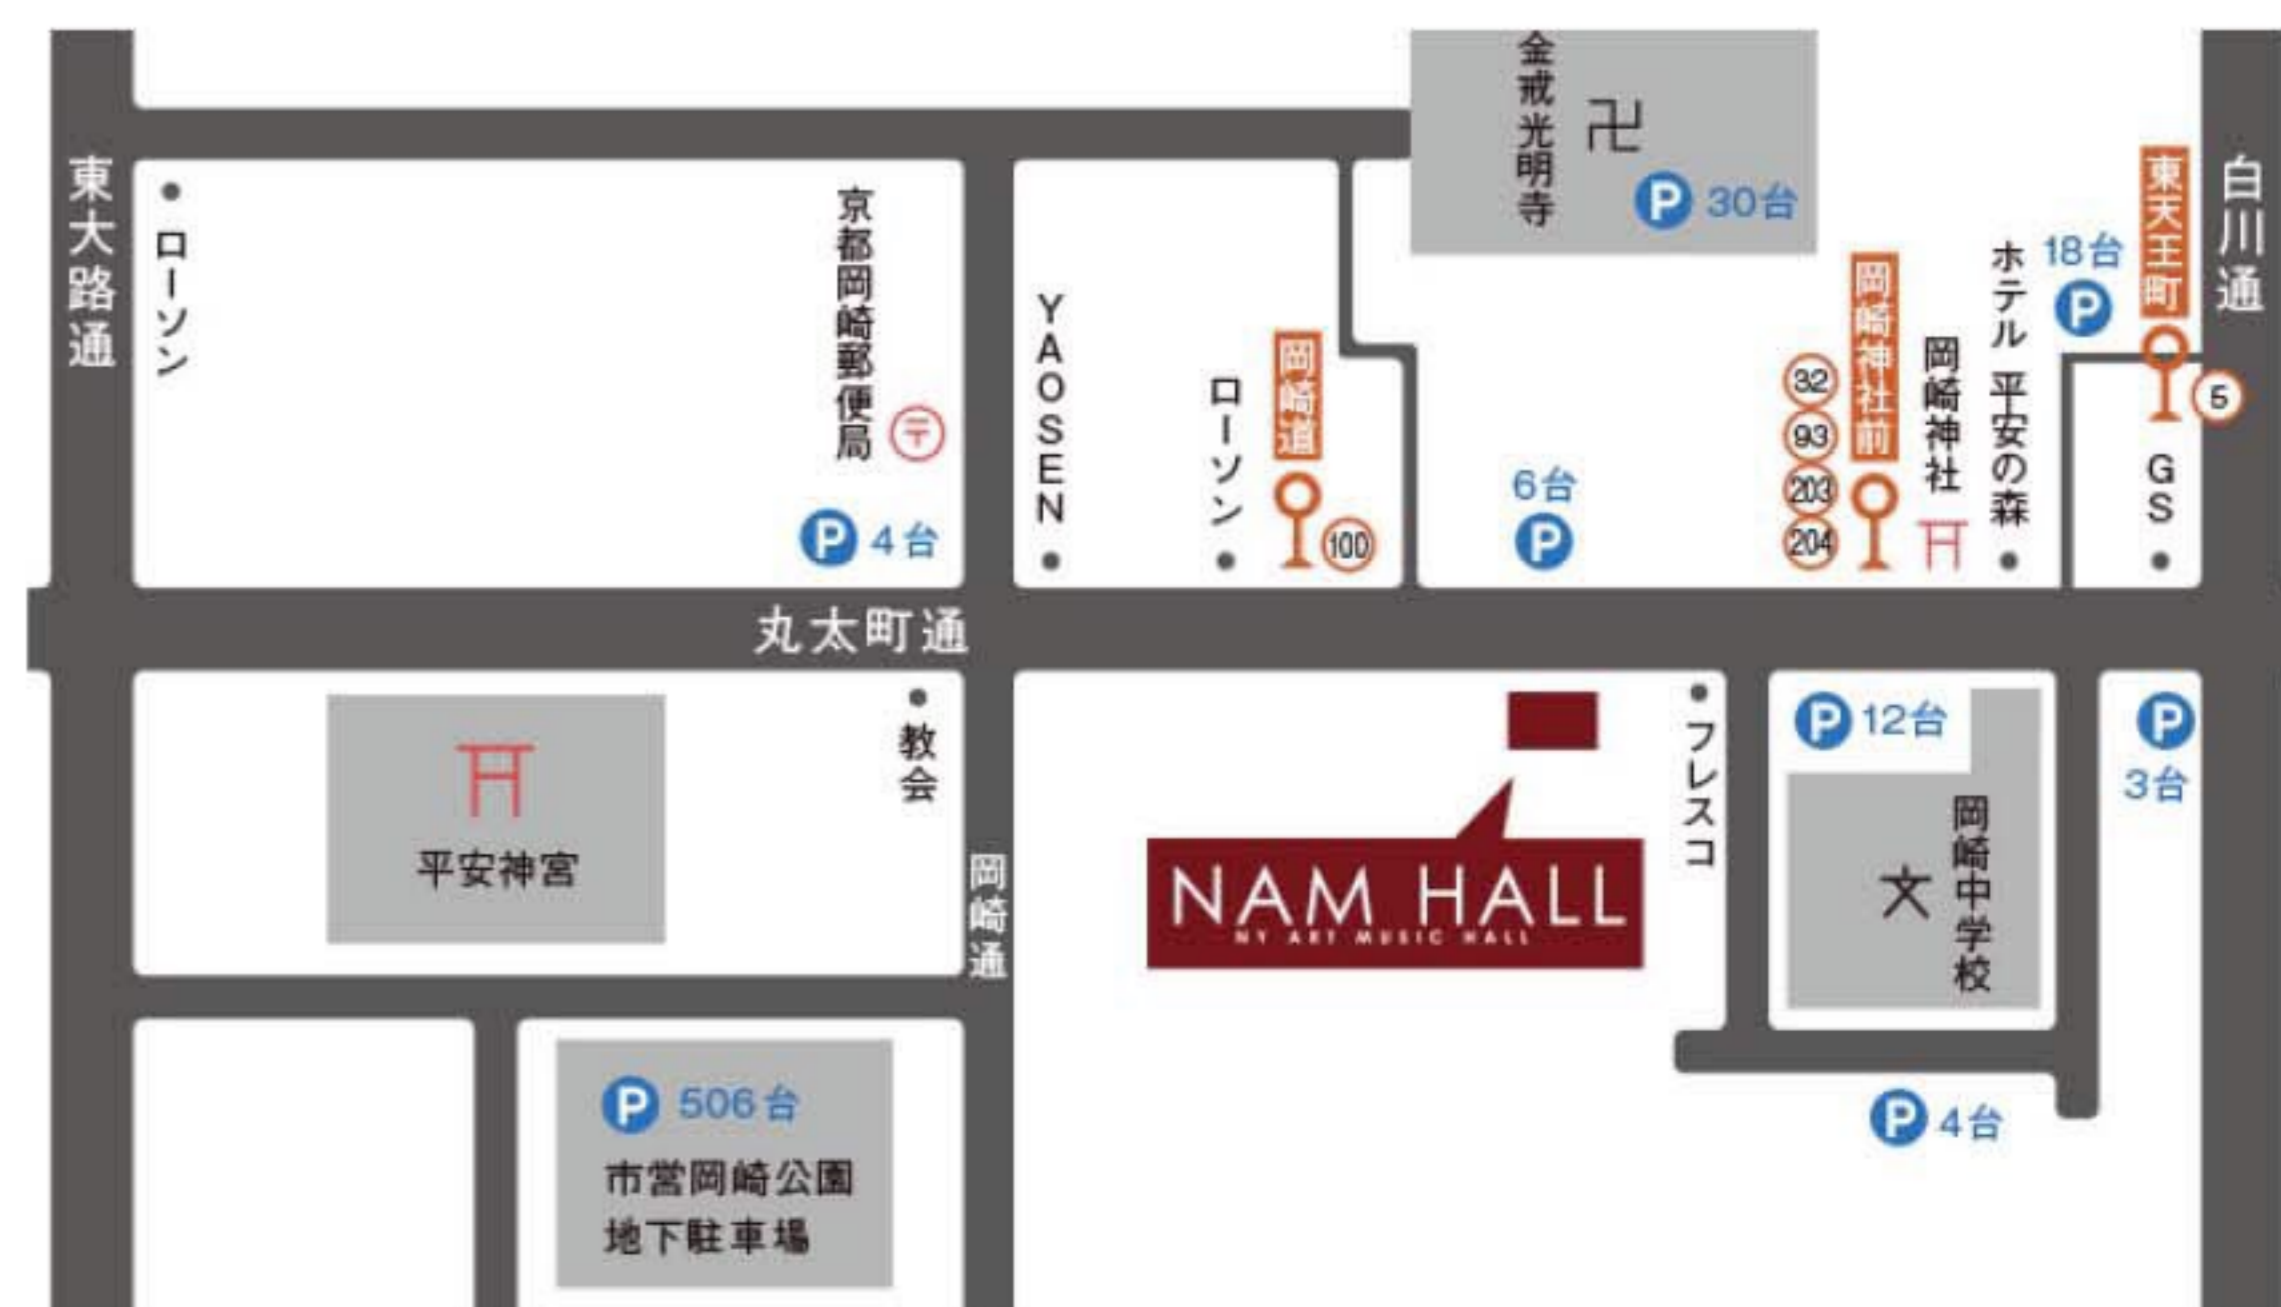 金戒光明寺
卍
P 30台
東大路通
ローソン
京都岡崎郵便局
〒
P 4台
YAOSEN
ローソン
岡崎道
100
6台
P
岡崎神社前
32
93
203
204
岡崎神社
ホテル 平安の森
18台
P
東天王町
5
GS
白川通
丸太町通
平安神宮
教会
岡崎通
NAM HALL
NY ART MUSIC HALL
フレスコ
P 12台
文
岡崎中学校
P
3台
P 4台
P 506台
市営岡崎公園
地下駐車場